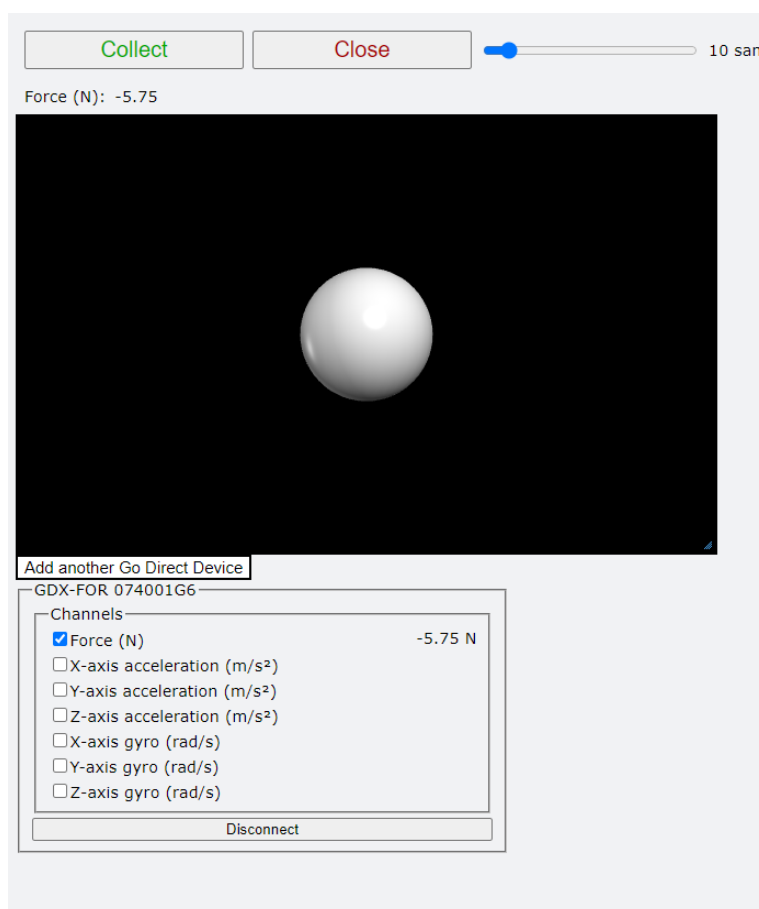 Collect Close 10 san
Force (N): -5.75
Add another Go Direct Device
GDX-FOR 074001G6
Channels
Force (N) -5.75 N
X-axis acceleration (m/s²)
Y-axis acceleration (m/s²)
Z-axis acceleration (m/s²)
X-axis gyro (rad/s)
Y-axis gyro (rad/s)
Z-axis gyro (rad/s)
Disconnect